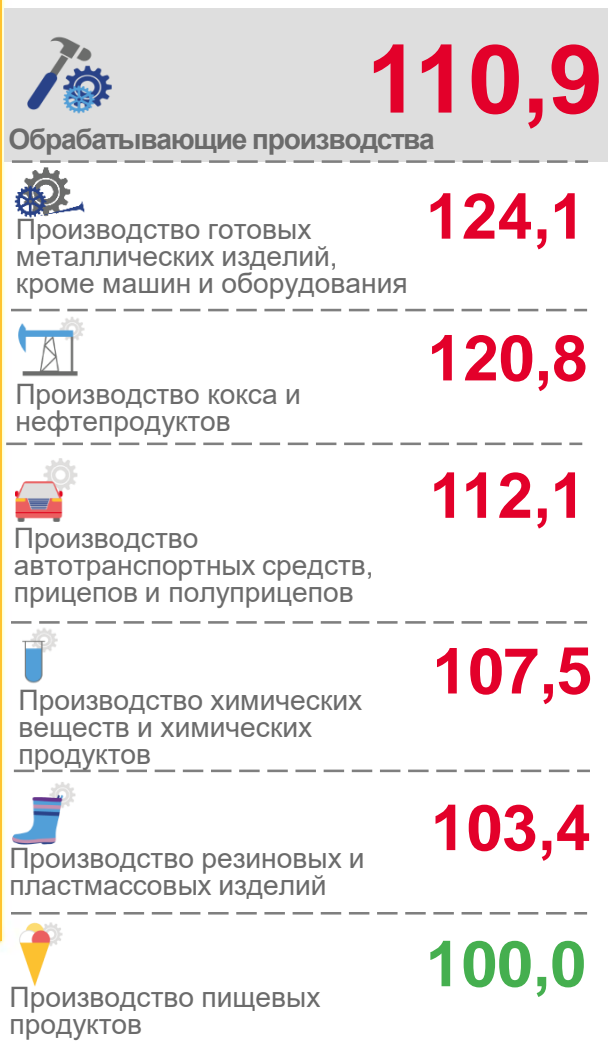 110,9
Обрабатывающие производства
124,1
Производство готовых
металлических изделий,
кроме машин и оборудования
120,8
Производство кокса и
нефтепродуктов
112,1
Производство
автотранспортных средств,
прицепов и полуприцепов
107,5
Производство химических
веществ и химических
продуктов
103,4
Производство резиновых и
пластмассовых изделий
100,0
Производство пищевых
продуктов